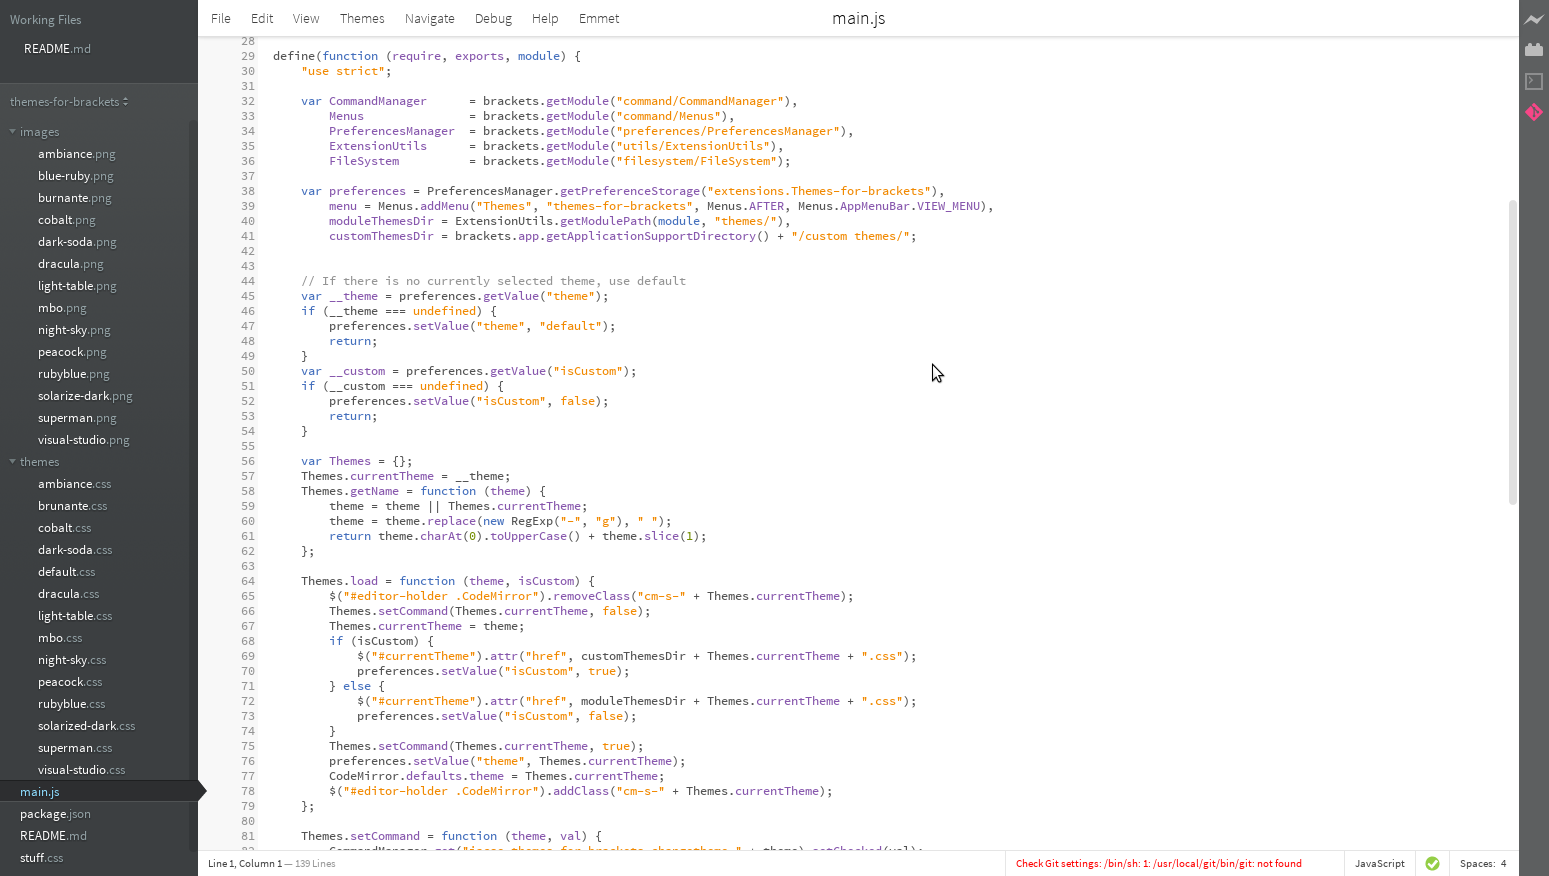 Working Files
README.md
themes-for-brackets
images
ambiance.png
blue-ruby.png
burnante.png
cobalt.png
dark-soda.png
dracula.png
light-table.png
mbo.png
night-sky.png
peacock.png
rubyblue.png
solarize-dark.png
superman.png
visual-studio.png
themes
ambiance.css
brunante.css
cobalt.css
dark-soda.css
default.css
dracula.css
light-table.css
mbo.css
night-sky.css
peacock.css
rubyblue.css
solarized-dark.css
superman.css
visual-studio.css
main.js
package.json
README.md
stuff.css
File Edit View Themes Navigate Debug Help Emmet
main.js
28
29 define(function (require, exports, module) {
30     "use strict";
31
32     var CommandManager      = brackets.getModule("command/CommandManager"),
33         Menus               = brackets.getModule("command/Menus"),
34         PreferencesManager  = brackets.getModule("preferences/PreferencesManager"),
35         ExtensionUtils      = brackets.getModule("utils/ExtensionUtils"),
36         FileSystem          = brackets.getModule("filesystem/FileSystem");
37
38     var preferences = PreferencesManager.getPreferenceStorage("extensions.Themes-for-brackets"),
39         menu = Menus.addMenu("Themes", "themes-for-brackets", Menus.AFTER, Menus.AppMenuBar.VIEW_MENU),
40         moduleThemesDir = ExtensionUtils.getModulePath(module, "themes/"),
41         customThemesDir = brackets.app.getApplicationSupportDirectory() + "/custom themes/";
42
43
44     // If there is no currently selected theme, use default
45     var __theme = preferences.getValue("theme");
46     if (__theme === undefined) {
47         preferences.setValue("theme", "default");
48         return;
49     }
50     var __custom = preferences.getValue("isCustom");
51     if (__custom === undefined) {
52         preferences.setValue("isCustom", false);
53         return;
54     }
55
56     var Themes = {};
57     Themes.currentTheme = __theme;
58     Themes.getName = function (theme) {
59         theme = theme || Themes.currentTheme;
60         theme = theme.replace(new RegExp("-", "g"), " ");
61         return theme.charAt(0).toUpperCase() + theme.slice(1);
62     };
63
64     Themes.load = function (theme, isCustom) {
65         $("#editor-holder .CodeMirror").removeClass("cm-s-" + Themes.currentTheme);
66         Themes.setCommand(Themes.currentTheme, false);
67         Themes.currentTheme = theme;
68         if (isCustom) {
69             $("#currentTheme").attr("href", customThemesDir + Themes.currentTheme + ".css");
70             preferences.setValue("isCustom", true);
71         } else {
72             $("#currentTheme").attr("href", moduleThemesDir + Themes.currentTheme + ".css");
73             preferences.setValue("isCustom", false);
74         }
75         Themes.setCommand(Themes.currentTheme, true);
76         preferences.setValue("theme", Themes.currentTheme);
77         CodeMirror.defaults.theme = Themes.currentTheme;
78         $("#editor-holder .CodeMirror").addClass("cm-s-" + Themes.currentTheme);
79     };
80
81     Themes.setCommand = function (theme, val) {
Line 1, Column 1 — 139 Lines
Check Git settings: /bin/sh: 1: /usr/local/git/bin/git: not found
JavaScript
Spaces: 4